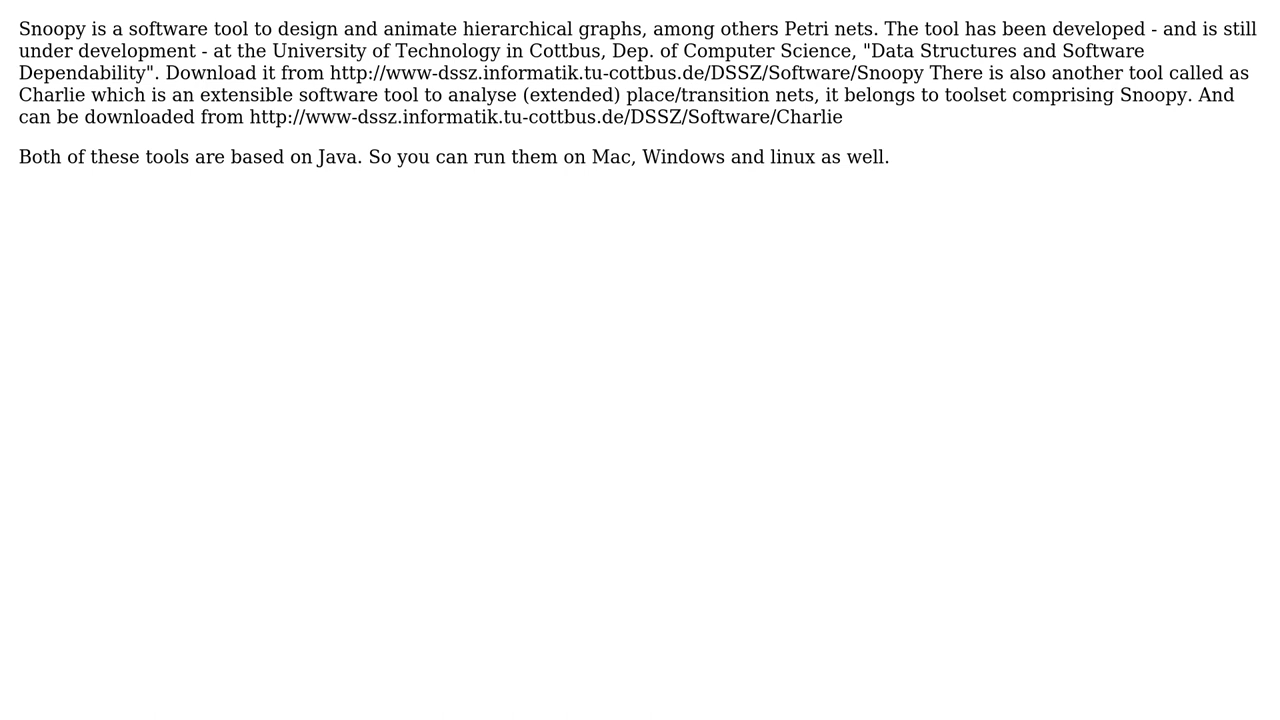 Snoopy is a software tool to design and animate hierarchical graphs, among others Petri nets. The tool has been developed - and is still
under development - at the University of Technology in Cottbus, Dep. of Computer Science, "Data Structures and Software
Dependability". Download it from http://www-dssz.informatik.tu-cottbus.de/DSSZ/Software/Snoopy There is also another tool called as
Charlie which is an extensible software tool to analyse (extended) place/transition nets, it belongs to toolset comprising Snoopy. And
can be downloaded from http://www-dssz.informatik.tu-cottbus.de/DSSZ/Software/Charlie
Both of these tools are based on Java. So you can run them on Mac, Windows and linux as well.